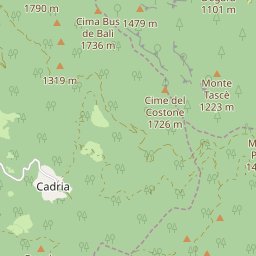 1790 m
Cima Bus
de Bali
1736 m
1479 m
1101 m
1319 m
Monte
Tascè
1223 m
Cime del
Costone
1726 m
Cadria